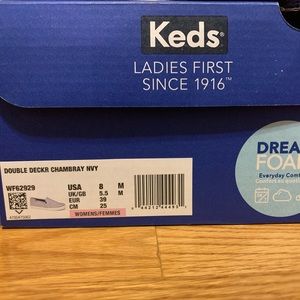 Keds®
LADIES FIRST
SINCE 1916™
DREA
FOAM
Everyday Comf
DOUBLE DECKR CHAMBRAY NVY
WF62929
USA 8 M
UK/GB 5.5 M
EUR 39
CM 25
WOMENS/FEMMES